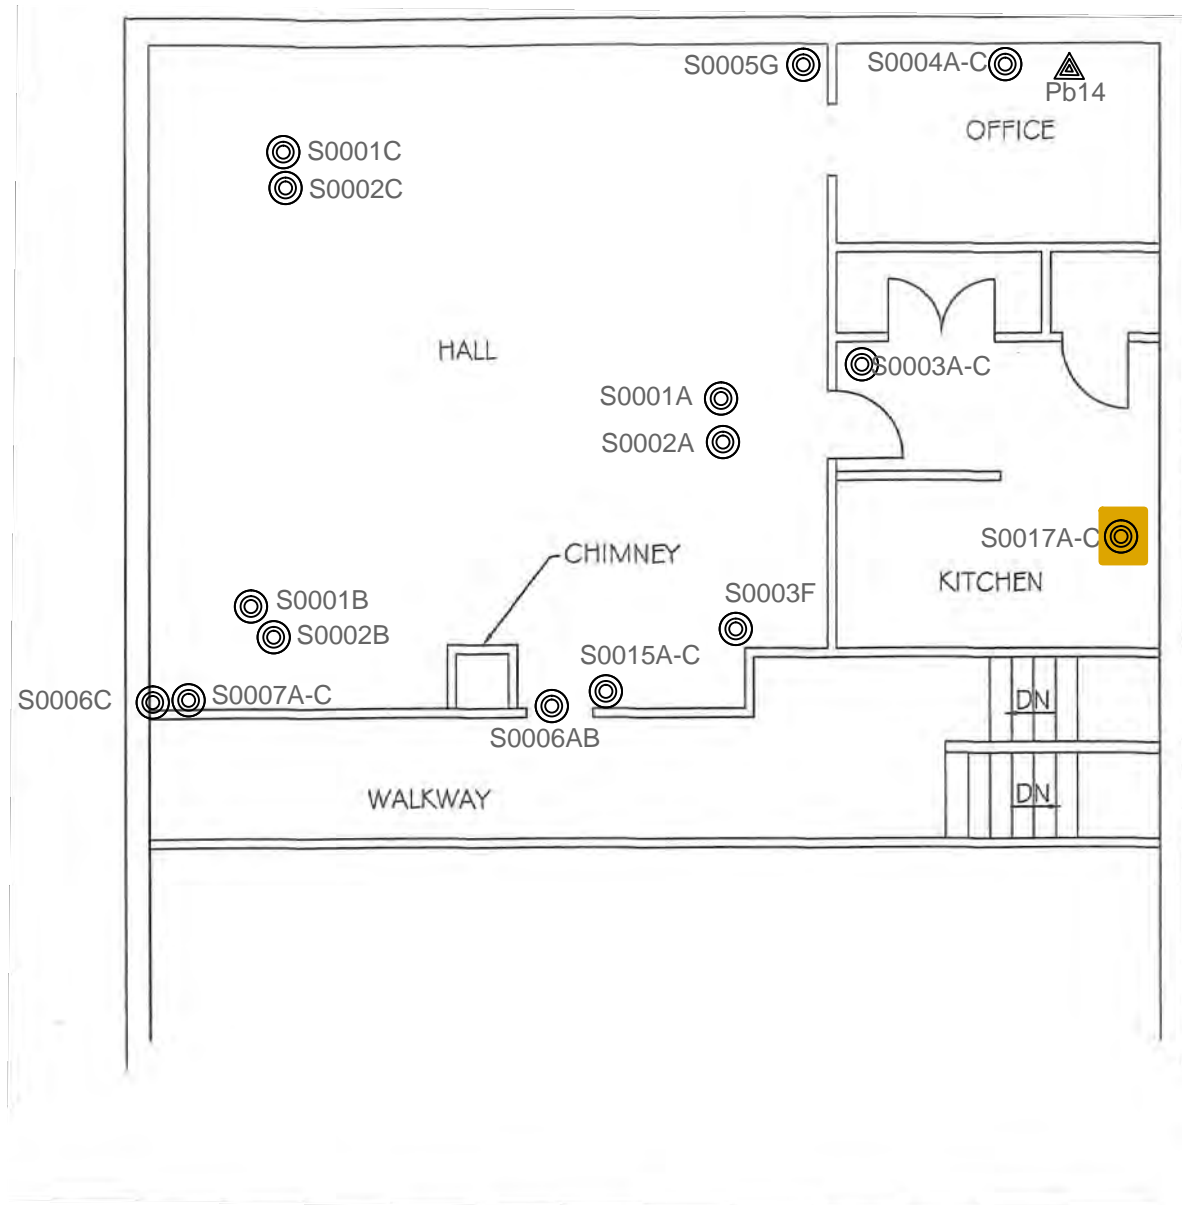 S0005G
S0004A-C
Pb14
OFFICE
S0001C
S0002C
HALL
S0003A-C
S0001A
S0002A
S0017A-C
CHIMNEY
KITCHEN
S0003F
S0001B
S0002B
S0015A-C
S0006C
S0007A-C
DN
S0006AB
WALKWAY
DN